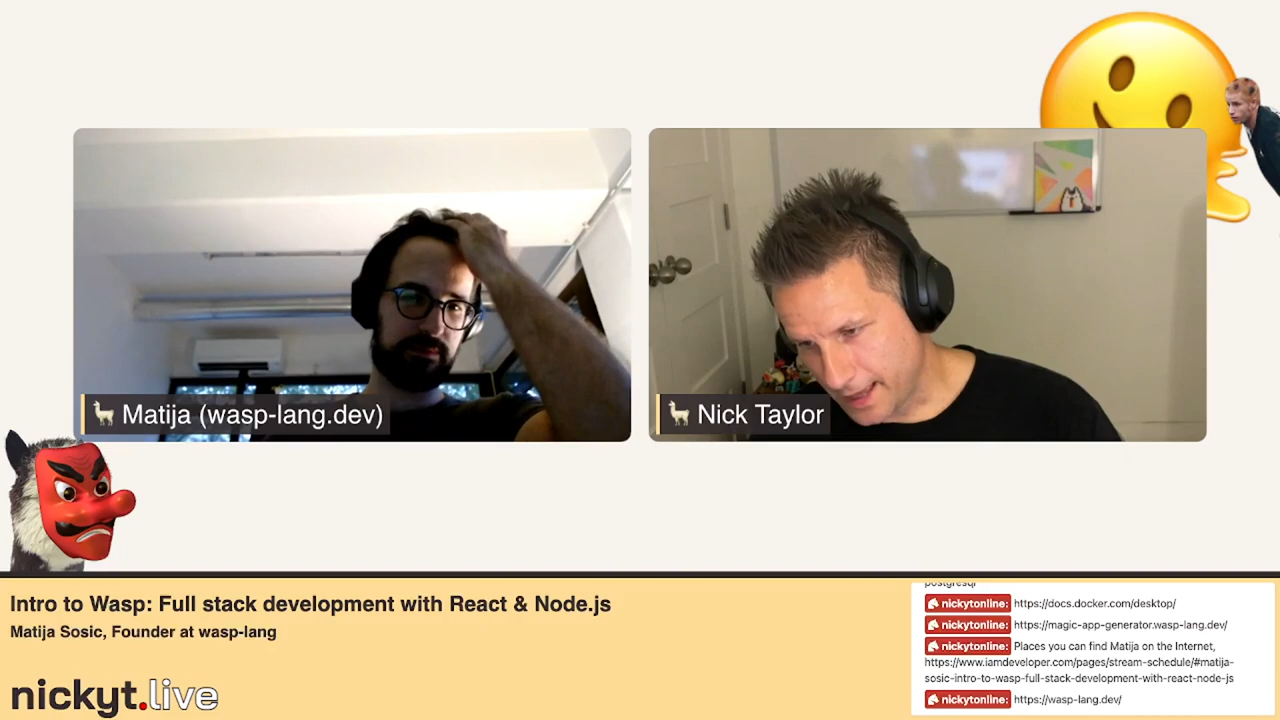 Matija (wasp-lang.dev)
Nick Taylor
Intro to Wasp: Full stack development with React & Node.js
Matija Sosic, Founder at wasp-lang
nickyt.live
postgresql
nickytonline: https://docs.docker.com/desktop/
nickytonline: https://magic-app-generator.wasp-lang.dev/
nickytonline: Places you can find Matija on the Internet,
https://www.iamdeveloper.com/pages/stream-schedule/#matija-
sosic-intro-to-wasp-full-stack-development-with-react-node-js
nickytonline: https://wasp-lang.dev/